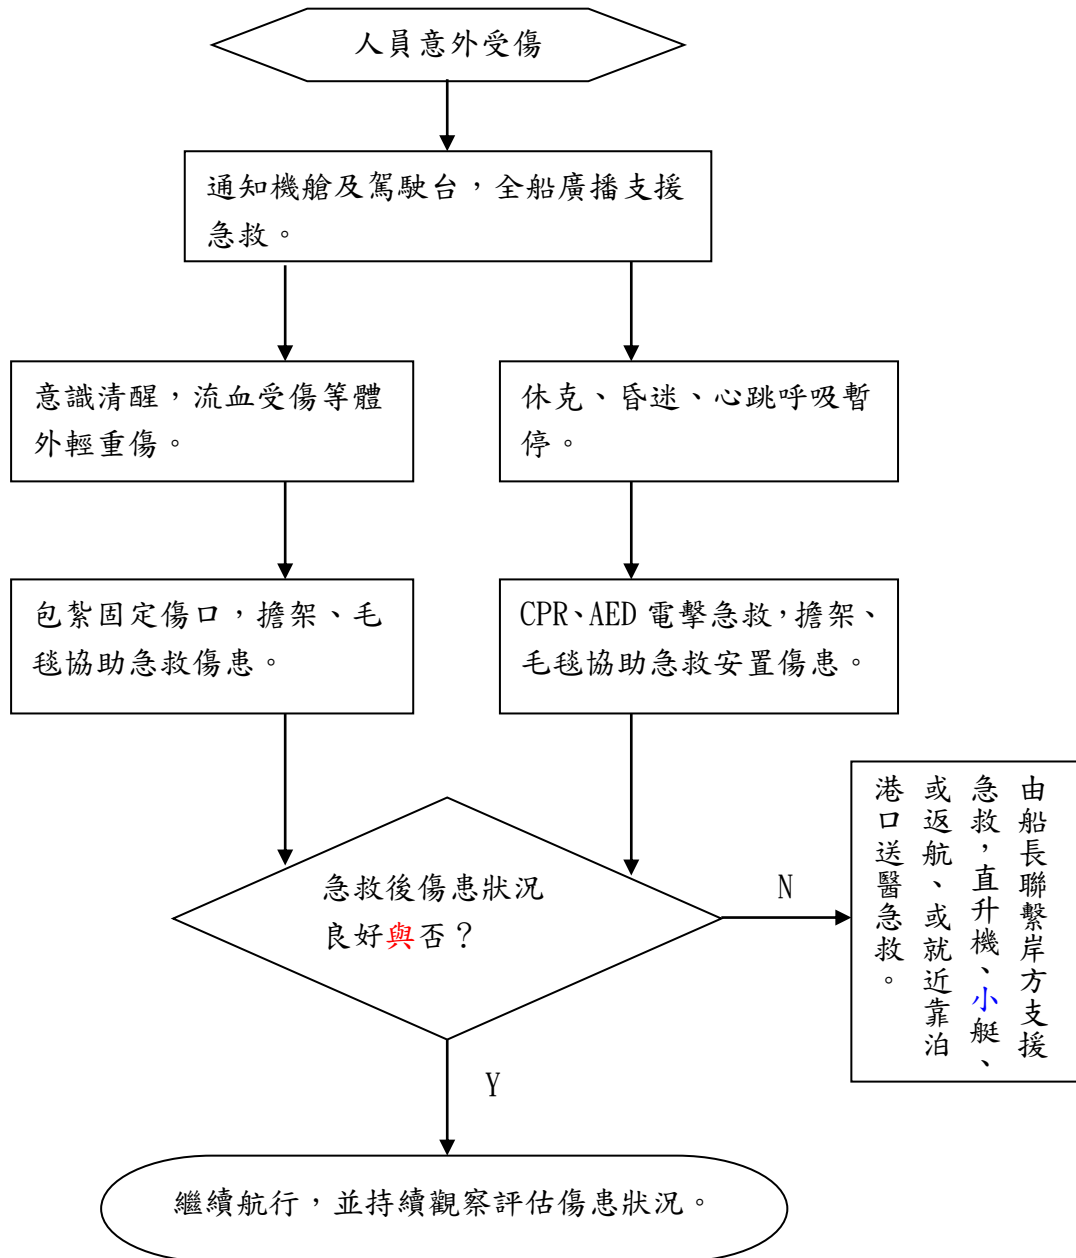 人員意外受傷
通知機艙及駕駛台，全船廣播支援
急救。
意識清醒，流血受傷等體
外輕重傷。
休克、昏迷、心跳呼吸暫
停。
包紮固定傷口，擔架、毛
毯協助急救傷患。
CPR、AED 電擊急救，擔架、
毛毯協助急救安置傷患。
急救後傷患狀況
良好與否？
N
由船長聯繫岸方支援
急救，直升機、小艇、
或返航、或就近靠泊
港口送醫急救。
Y
繼續航行，並持續觀察評估傷患狀況。